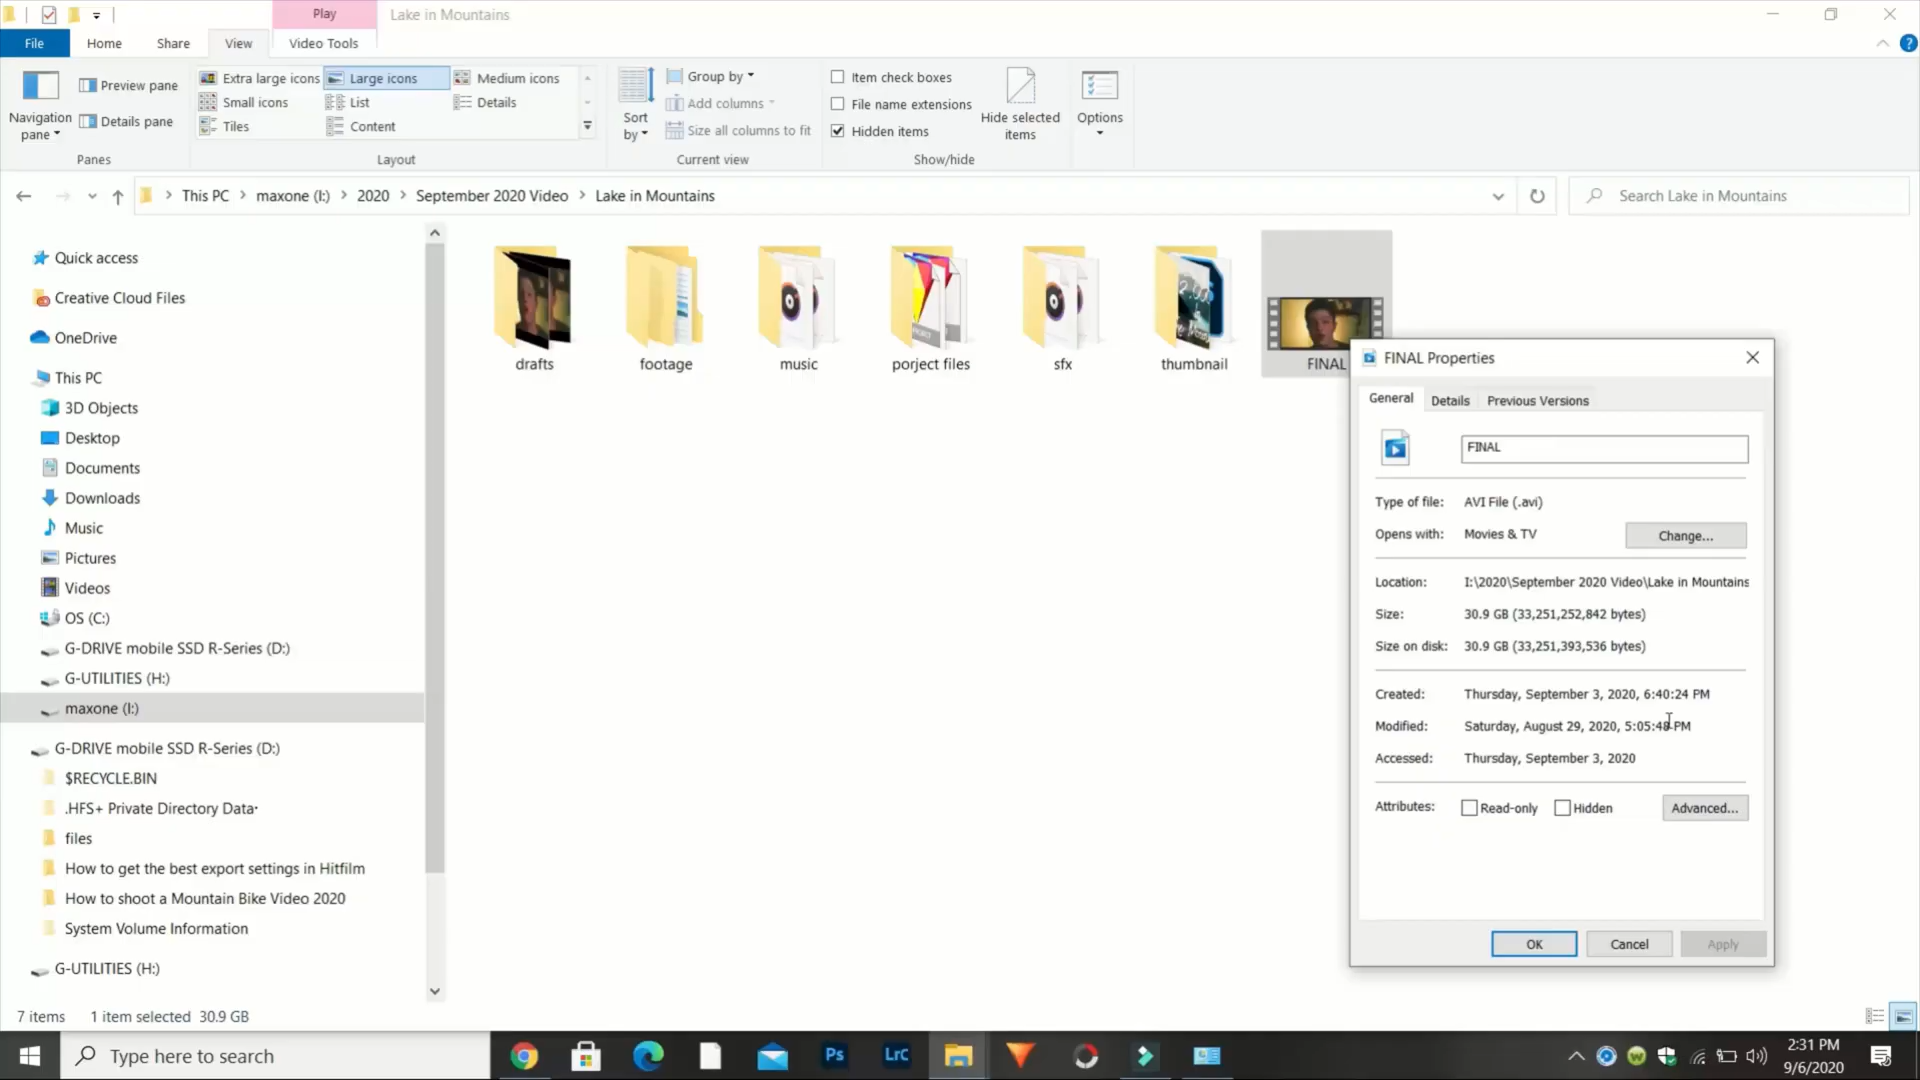 Play
Lake in Mountains
File
Home
Share
View
Video Tools
Navigation pane
Preview pane
Details pane
Panes
Extra large icons
Large icons
Medium icons
Small icons
List
Details
Tiles
Content
Layout
Sort by
Group by
Add columns
Size all columns to fit
Current view
Item check boxes
File name extensions
Hidden items
Hide selected items
Show/hide
Options
This PC
maxone (I:)
2020
September 2020 Video
Lake in Mountains
Search Lake in Mountains
Quick access
Creative Cloud Files
OneDrive
This PC
3D Objects
Desktop
Documents
Downloads
Music
Pictures
Videos
OS (C:)
G-DRIVE mobile SSD R-Series (D:)
G-UTILITIES (H:)
maxone (I:)
G-DRIVE mobile SSD R-Series (D:)
$RECYCLE.BIN
.HFS+ Private Directory Data·
files
How to get the best export settings in Hitfilm
How to shoot a Mountain Bike Video 2020
System Volume Information
G-UTILITIES (H:)
drafts
footage
music
porject files
sfx
thumbnail
FINAL
FINAL Properties
General
Details
Previous Versions
FINAL
Type of file: AVI File (.avi)
Opens with: Movies & TV
Change...
Location: I:\2020\September 2020 Video\Lake in Mountains
Size: 30.9 GB (33,251,252,842 bytes)
Size on disk: 30.9 GB (33,251,393,536 bytes)
Created: Thursday, September 3, 2020, 6:40:24 PM
Modified: Saturday, August 29, 2020, 5:05:48 PM
Accessed: Thursday, September 3, 2020
Attributes: Read-only Hidden
Advanced...
OK
Cancel
Apply
7 items 1 item selected 30.9 GB
Type here to search
Ps
LrC
2:31 PM
9/6/2020